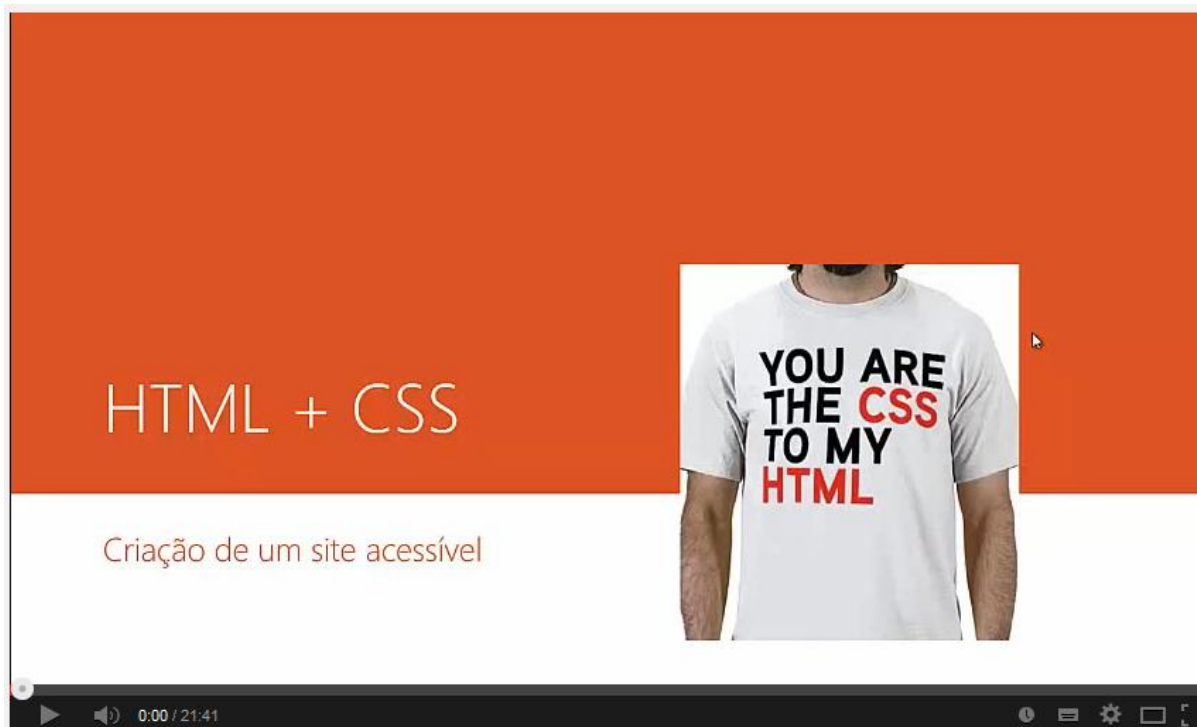 HTML + CSS
YOU ARE
THE CSS
TO MY
HTML
Criação de um site acessível
0:00 / 21:41